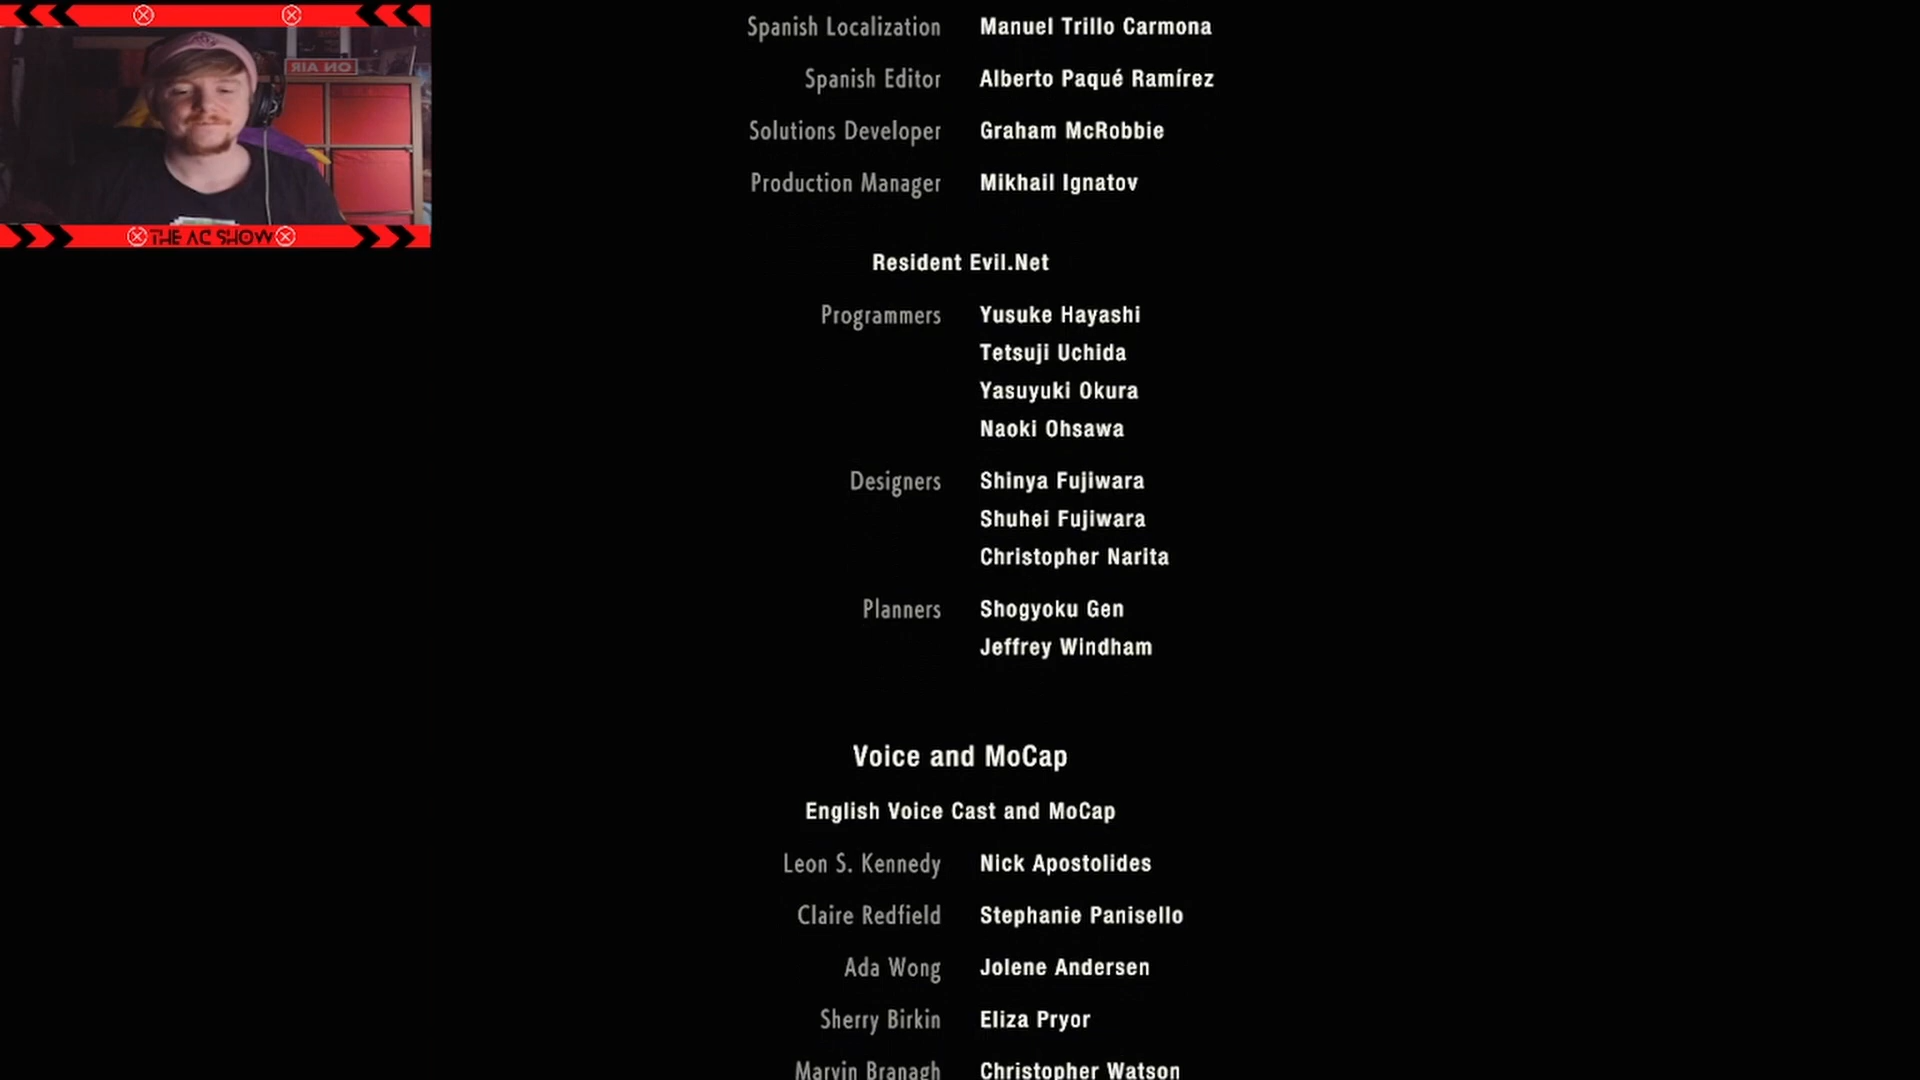 ON AIR
THE AC SHOW
Spanish Localization Manuel Trillo Carmona
Spanish Editor Alberto Paqué Ramírez
Solutions Developer Graham McRobbie
Production Manager Mikhail Ignatov
Resident Evil.Net
Programmers Yusuke Hayashi
Tetsuji Uchida
Yasuyuki Okura
Naoki Ohsawa
Designers Shinya Fujiwara
Shuhei Fujiwara
Christopher Narita
Planners Shogyoku Gen
Jeffrey Windham
Voice and MoCap
English Voice Cast and MoCap
Leon S. Kennedy Nick Apostolides
Claire Redfield Stephanie Panisello
Ada Wong Jolene Andersen
Sherry Birkin Eliza Pryor
Marvin Branagh Christopher Watson